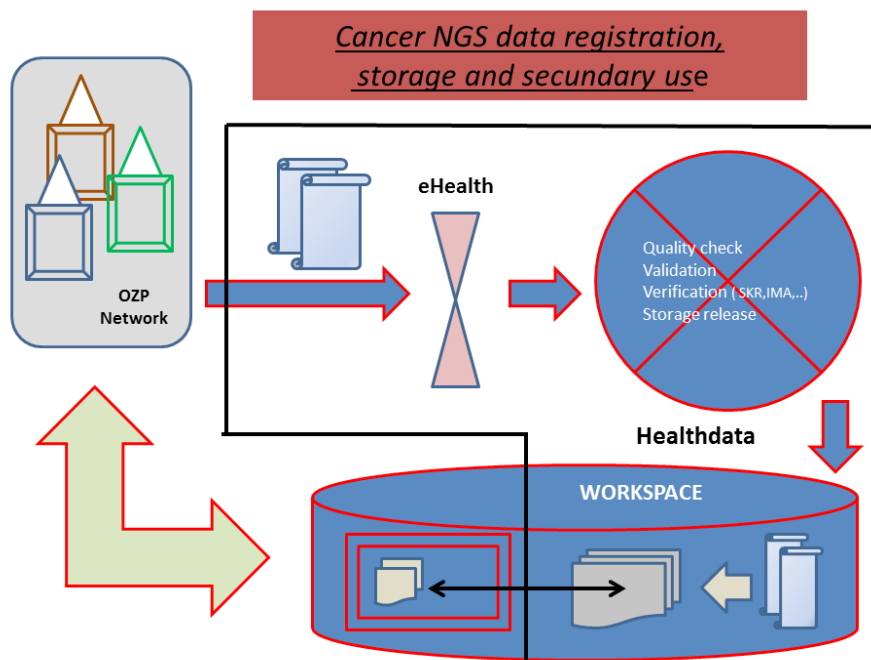 Cancer NGS data registration,
storage and secundary use
OZP
Network
eHealth
Quality check
Validation
Verification ( SKR,IMA,..)
Storage release
Healthdata
WORKSPACE